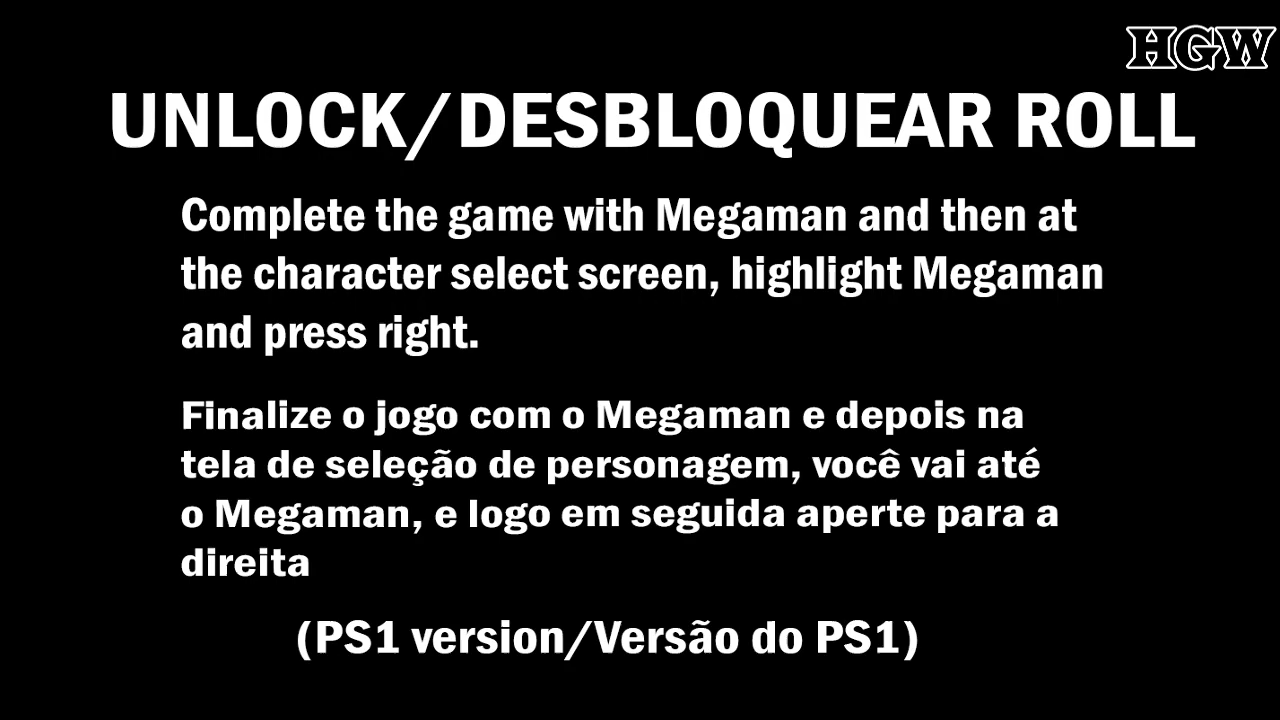 HGW
UNLOCK/DESBLOQUEAR ROLL
Complete the game with Megaman and then at
the character select screen, highlight Megaman
and press right.
Finalize o jogo com o Megaman e depois na
tela de seleção de personagem, você vai até
o Megaman, e logo em seguida aperte para a
direita
(PS1 version/Versão do PS1)